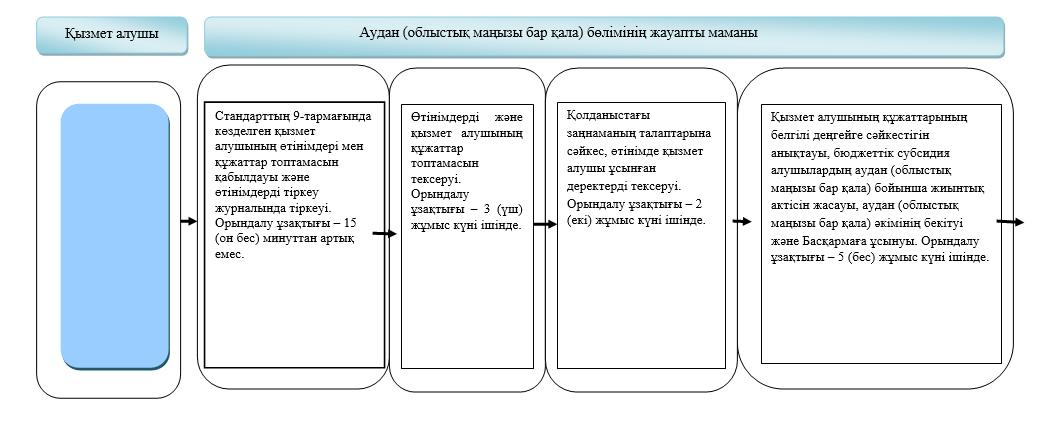 Қызмет алушы
Аудан (облыстық маңызы бар қала) бөлімінің жауапты маманы
Стандарттың 9-тармағында
көзделген қызмет
алушының өтінімдері мен
құжаттар топтамасын
қабылдауы және
өтінімдерді тіркеу
журналында тіркеуі.
Орындалу ұзақтығы – 15
(он бес) минуттан артық
емес.
Өтінімдерді және
қызмет алушының
құжаттар
топтамасын
тексеруі.
Орындалу
ұзақтығы – 3 (үш)
жұмыс күні ішінде.
Қолданыстағы
заңнаманың талаптарына
сәйкес, өтінімде қызмет
алушы ұсынған
деректерді тексеруі.
Орындалу ұзақтығы – 2
(екі) жұмыс күні ішінде.
Қызмет алушының құжаттарының
белгілі деңгейге сәйкестігін
анықтауы, бюджеттік субсидия
алушылардың аудан (облыстық
маңызы бар қала) бойынша жиынтық
актісін жасауы, аудан (облыстық
маңызы бар қала) әкімінің бекітуі
және Басқармаға ұсынуы. Орындалу
ұзақтығы – 5 (бес) жұмыс күні ішінде.